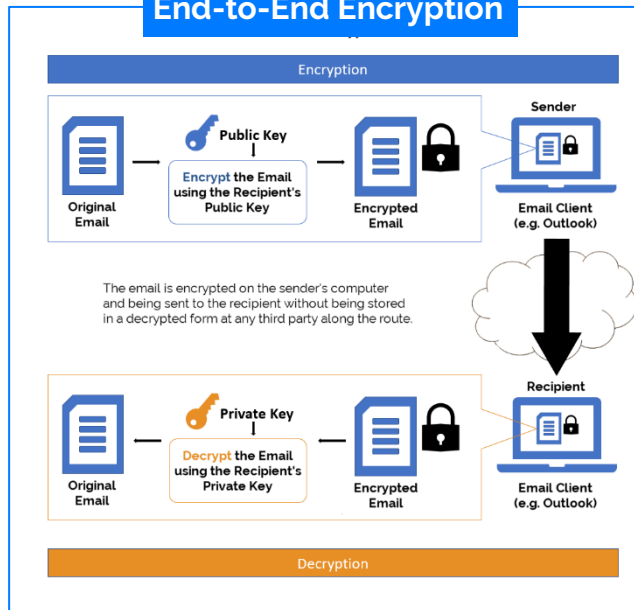 End-to-End Encryption
Encryption
Sender
Public Key
Encrypt the Email
using the Recipient's
Public Key
Original
Email
Encrypted
Email
Email Client
(e.g. Outlook)
The email is encrypted on the sender's computer
and being sent to the recipient without being stored
in a decrypted form at any third party along the route.
Recipient
Private Key
Decrypt the Email
using the Recipient's
Private Key
Original
Email
Encrypted
Email
Email Client
(e.g. Outlook)
Decryption